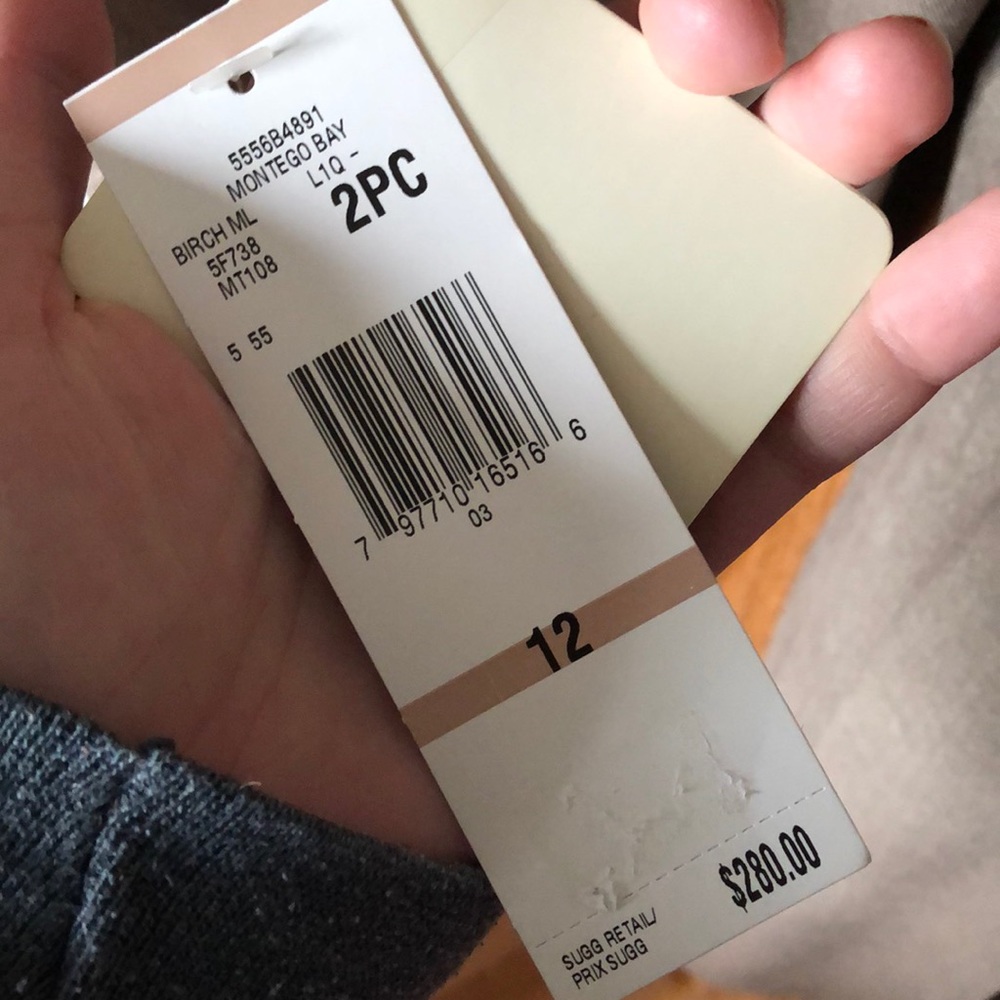 5556B4891
MONTEGO BAY
L1Q -
2PC
BIRCH ML
5F738
MT108
5 55
7 97710 16516 6
03
12
$280.00
SUGG RETAIL/
PRIX SUGG